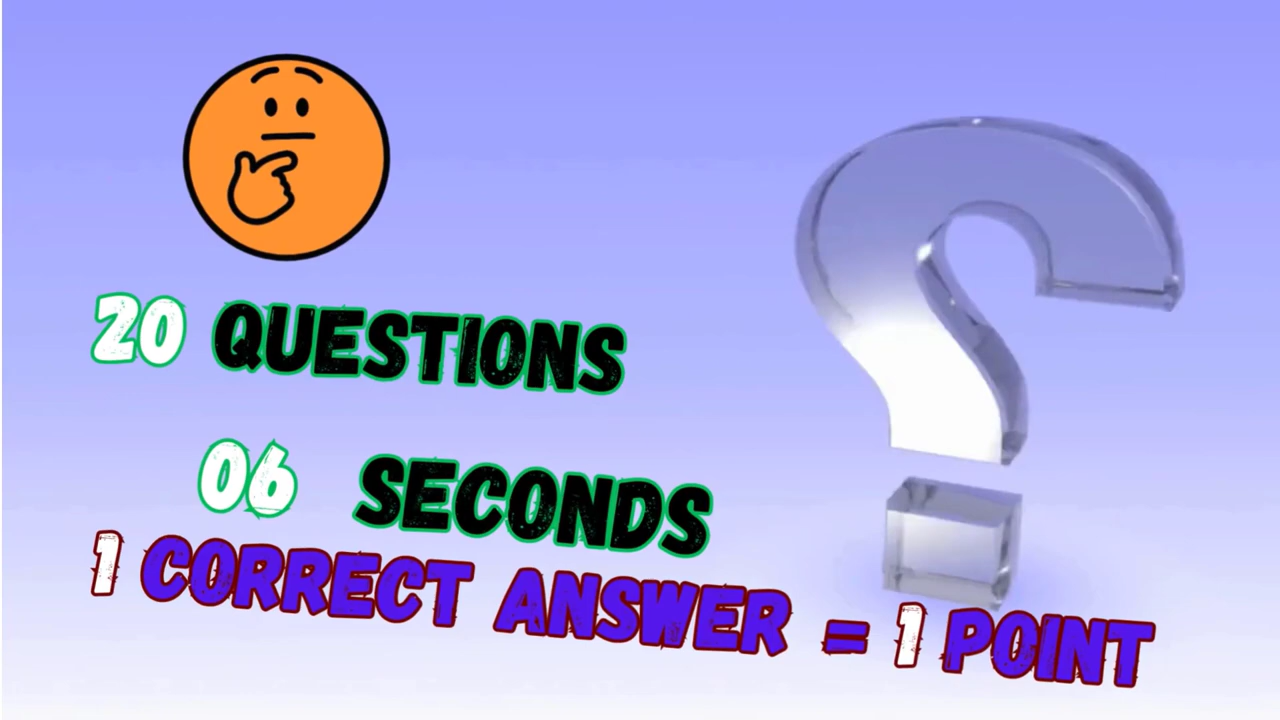 20 QUESTIONS
06 SECONDS
1 CORRECT ANSWER = 1 POINT